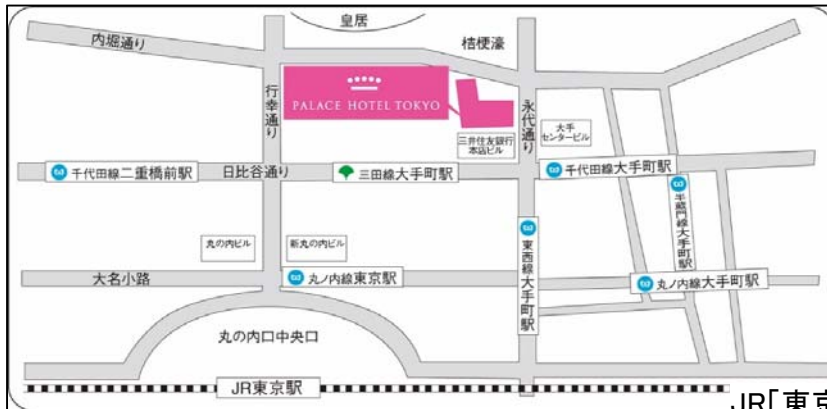 皇居
内堀通り
桔梗濠
行幸通り
PALACE HOTEL TOKYO
永代通り
三井住友銀行
本店ビル
大手
センタービル
千代田線二重橋前駅
日比谷通り
三田線大手町駅
千代田線大手町駅
半蔵門線大手町駅
丸の内ビル
新丸の内ビル
東西線大手町駅
大名小路
丸ノ内線東京駅
丸ノ内線大手町駅
丸の内口中央口
JR東京駅
JR「東京